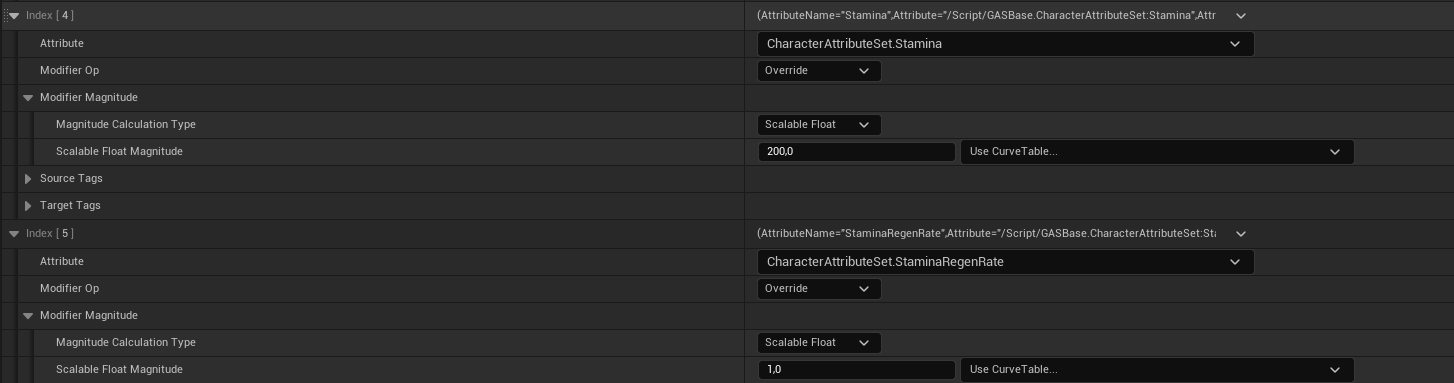 Index [ 4 ] (AttributeName="Stamina",Attribute="/Script/GASBase.CharacterAttributeSet:Stamina",Attr
Attribute CharacterAttributeSet.Stamina
Modifier Op Override
Modifier Magnitude
Magnitude Calculation Type Scalable Float
Scalable Float Magnitude 200,0 Use CurveTable...
Source Tags
Target Tags
Index [ 5 ] (AttributeName="StaminaRegenRate",Attribute="/Script/GASBase.CharacterAttributeSet:Sta
Attribute CharacterAttributeSet.StaminaRegenRate
Modifier Op Override
Modifier Magnitude
Magnitude Calculation Type Scalable Float
Scalable Float Magnitude 1,0 Use CurveTable...